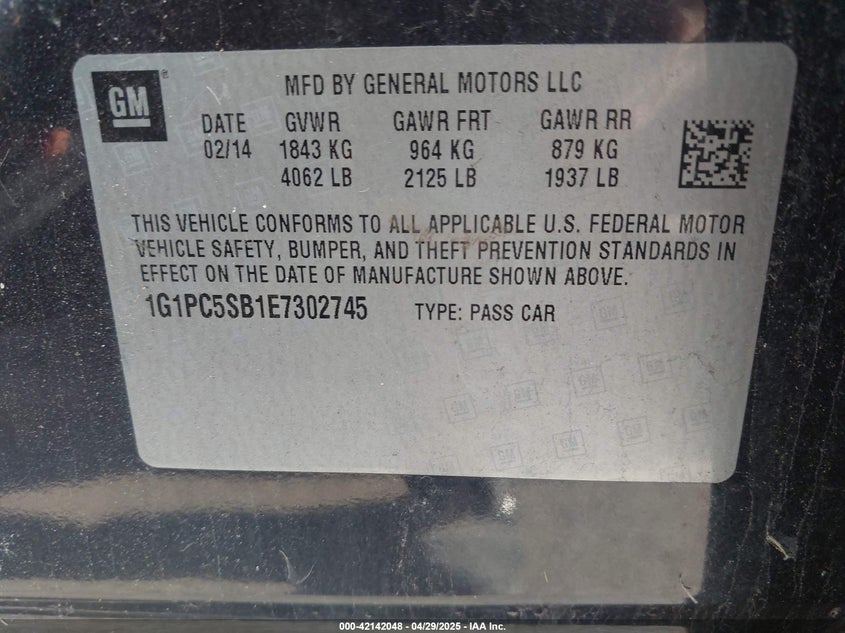 GM
®
MFD BY GENERAL MOTORS LLC
DATE GVWR GAWR FRT GAWR RR
02/14 1843 KG 964 KG 879 KG
4062 LB 2125 LB 1937 LB
THIS VEHICLE CONFORMS TO ALL APPLICABLE U.S. FEDERAL MOTOR
VEHICLE SAFETY, BUMPER, AND THEFT PREVENTION STANDARDS IN
EFFECT ON THE DATE OF MANUFACTURE SHOWN ABOVE.
1G1PC5SB1E7302745 TYPE: PASS CAR
000-42142048 - 04/29/2025 - IAA Inc.